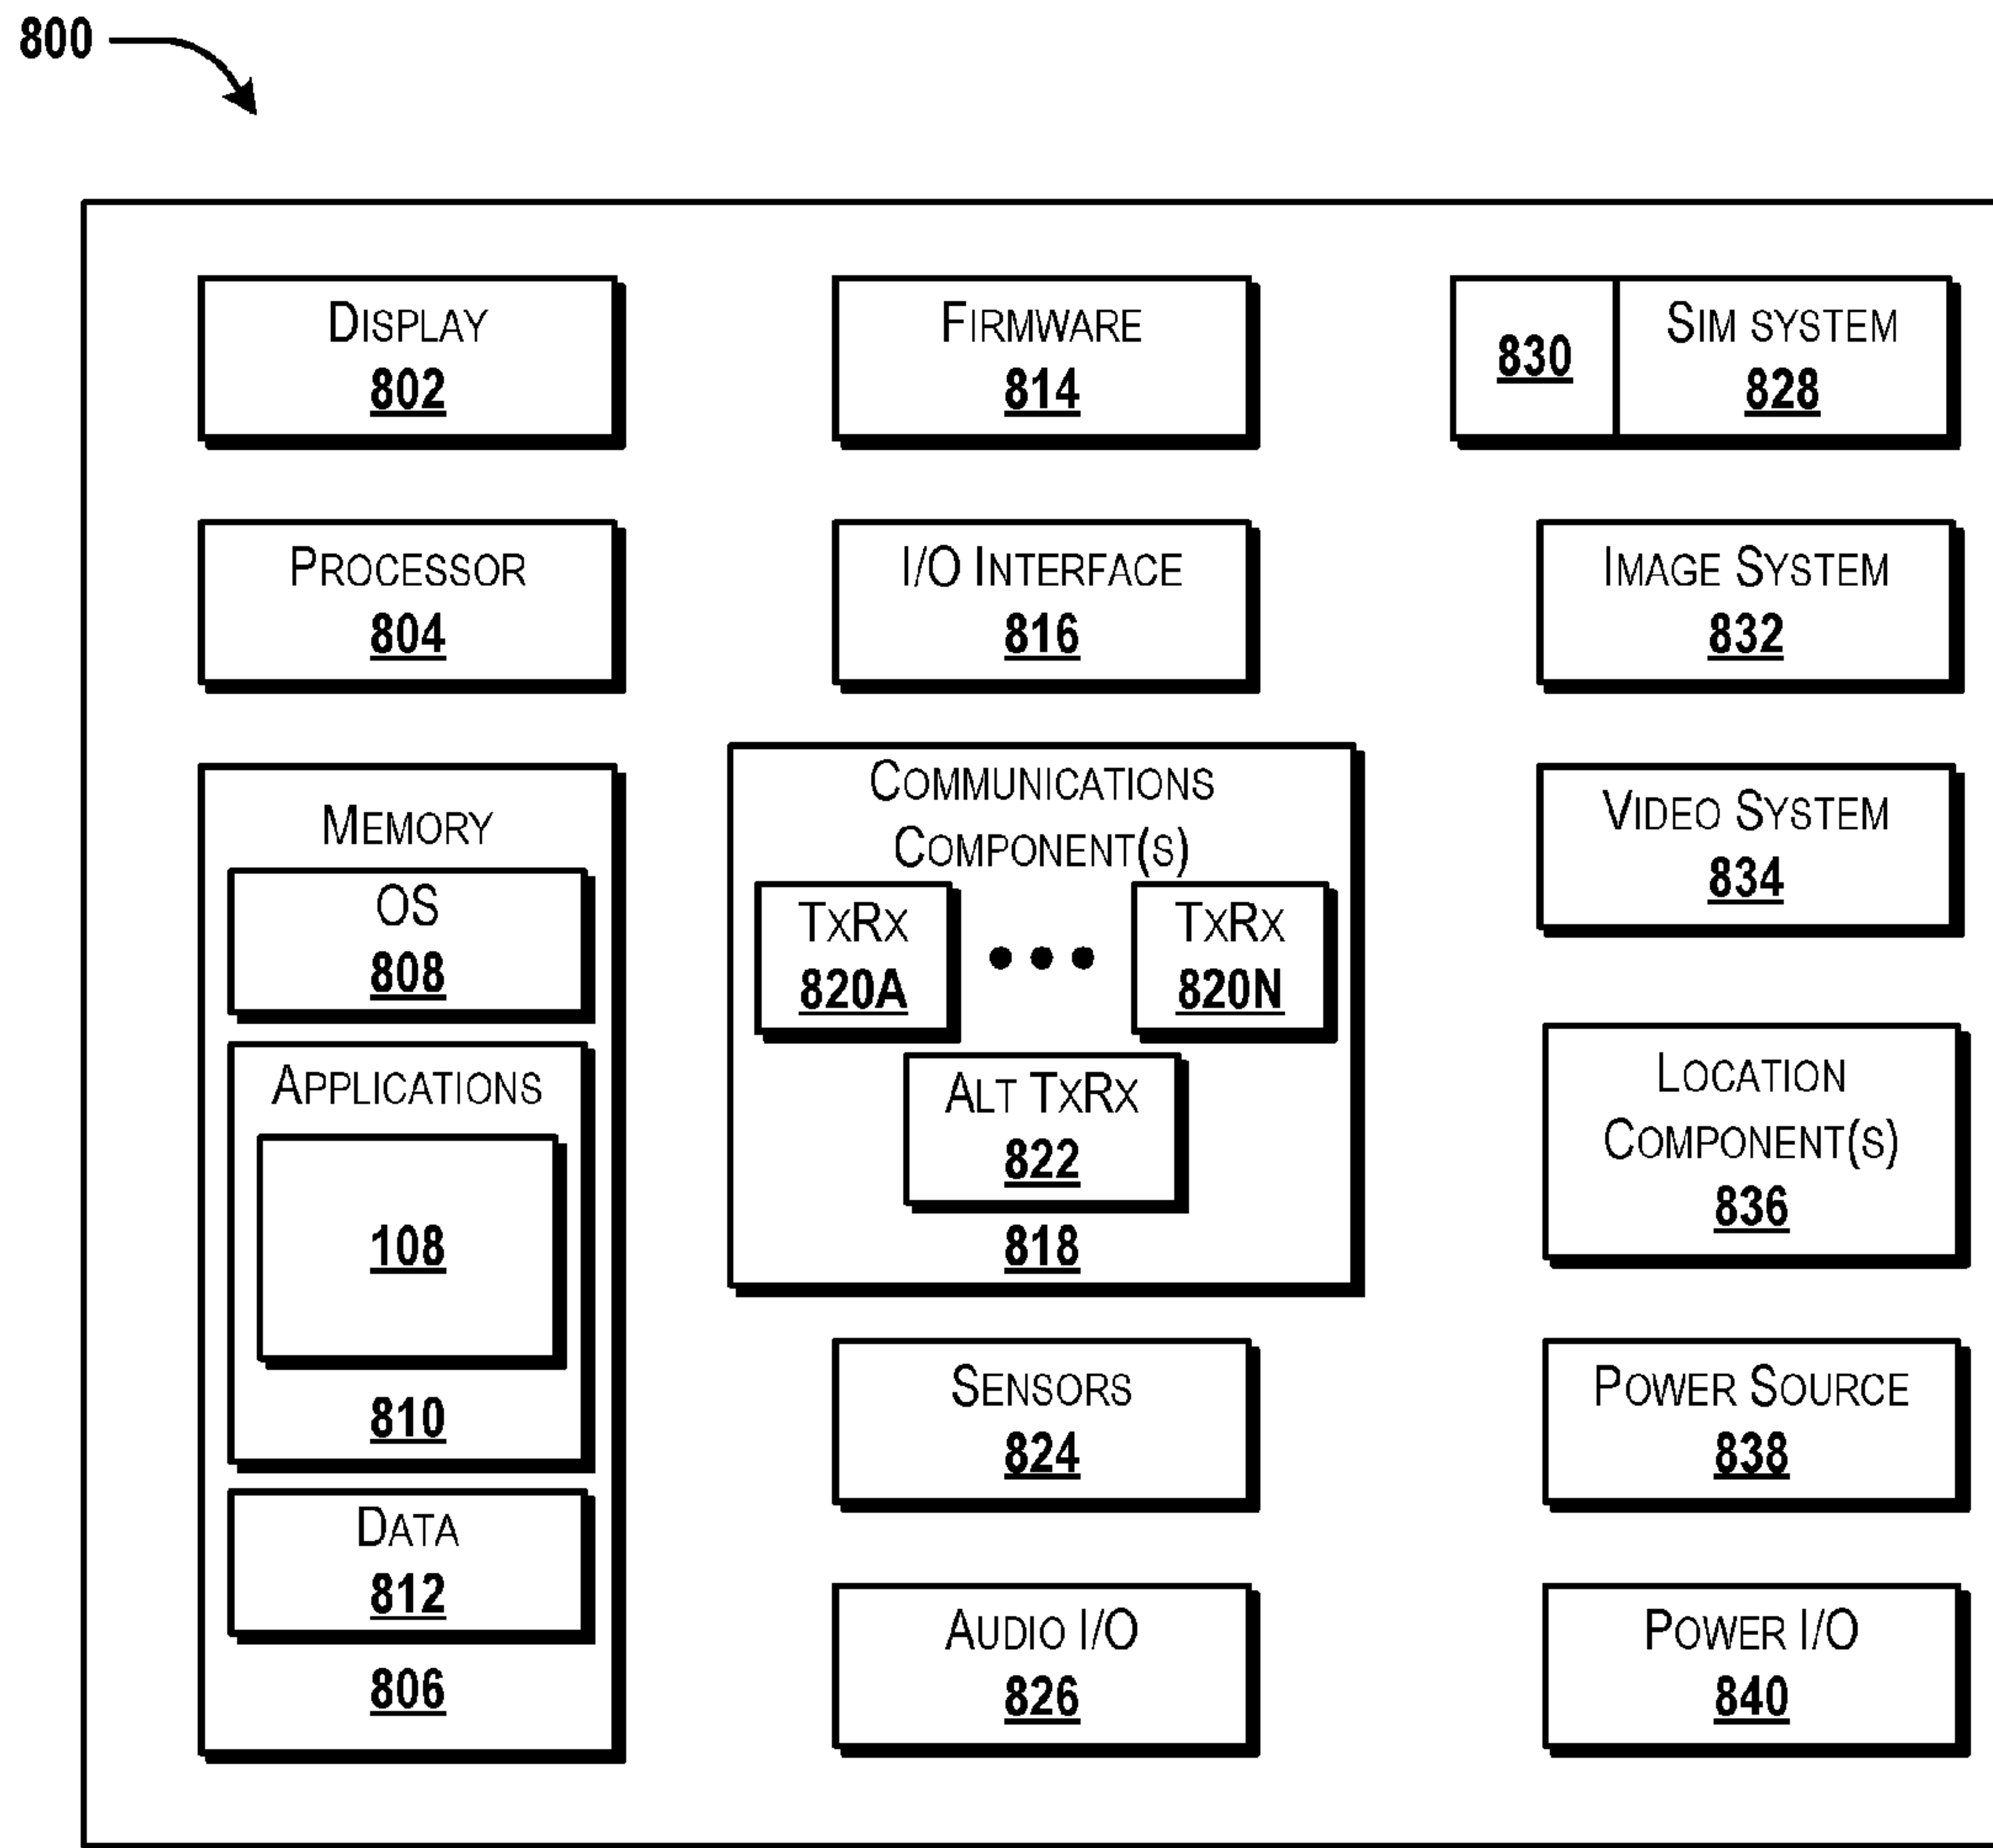 800
DISPLAY
802
PROCESSOR
804
MEMORY
OS
808
APPLICATIONS
108
810
DATA
812
806
FIRMWARE
814
I/O INTERFACE
816
COMMUNICATIONS
COMPONENT(S)
TXRX
820A
TXRX
820N
ALT TXRX
822
818
SENSORS
824
AUDIO I/O
826
830
SIM SYSTEM
828
IMAGE SYSTEM
832
VIDEO SYSTEM
834
LOCATION
COMPONENT(S)
836
POWER SOURCE
838
POWER I/O
840